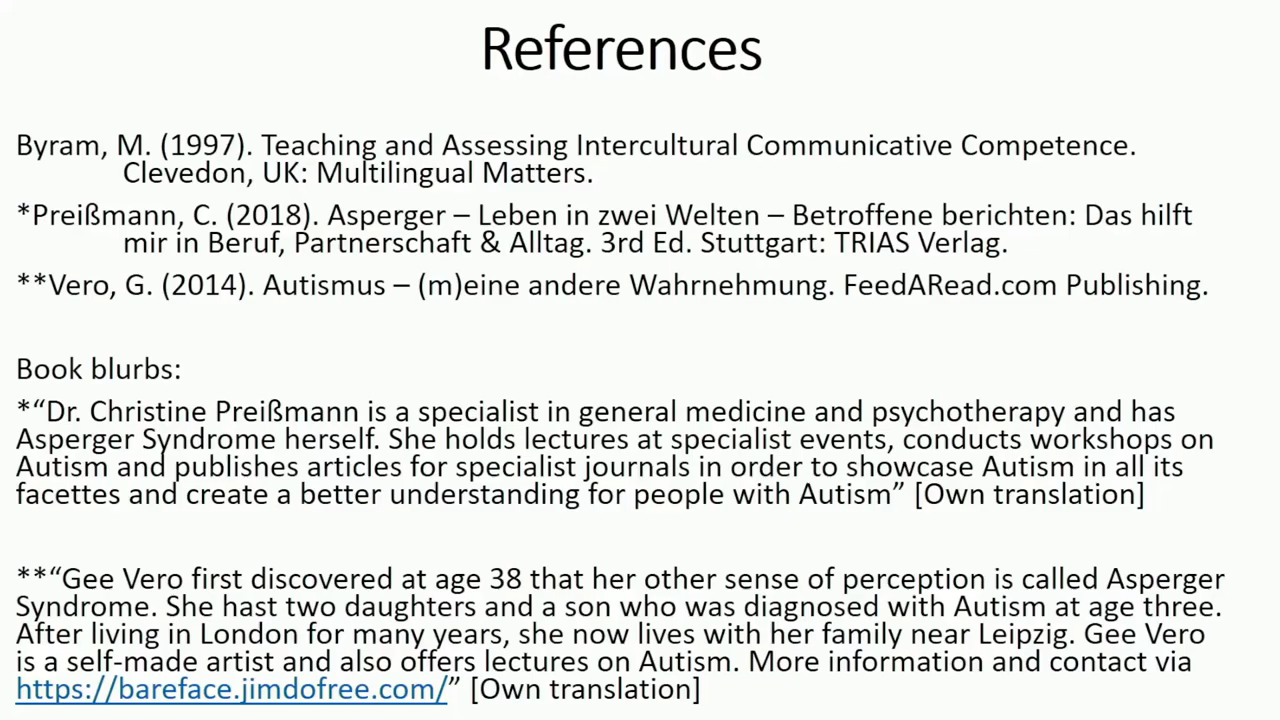 References
Byram, M. (1997). Teaching and Assessing Intercultural Communicative Competence.
Clevedon, UK: Multilingual Matters.
*Preißmann, C. (2018). Asperger – Leben in zwei Welten – Betroffene berichten: Das hilft
mir in Beruf, Partnerschaft & Alltag. 3rd Ed. Stuttgart: TRIAS Verlag.
**Vero, G. (2014). Autismus – (m)eine andere Wahrnehmung. FeedARead.com Publishing.
Book blurbs:
*“Dr. Christine Preißmann is a specialist in general medicine and psychotherapy and has
Asperger Syndrome herself. She holds lectures at specialist events, conducts workshops on
Autism and publishes articles for specialist journals in order to showcase Autism in all its
facettes and create a better understanding for people with Autism” [Own translation]
**“Gee Vero first discovered at age 38 that her other sense of perception is called Asperger
Syndrome. She hast two daughters and a son who was diagnosed with Autism at age three.
After living in London for many years, she now lives with her family near Leipzig. Gee Vero
is a self-made artist and also offers lectures on Autism. More information and contact via
https://bareface.jimdofree.com/” [Own translation]